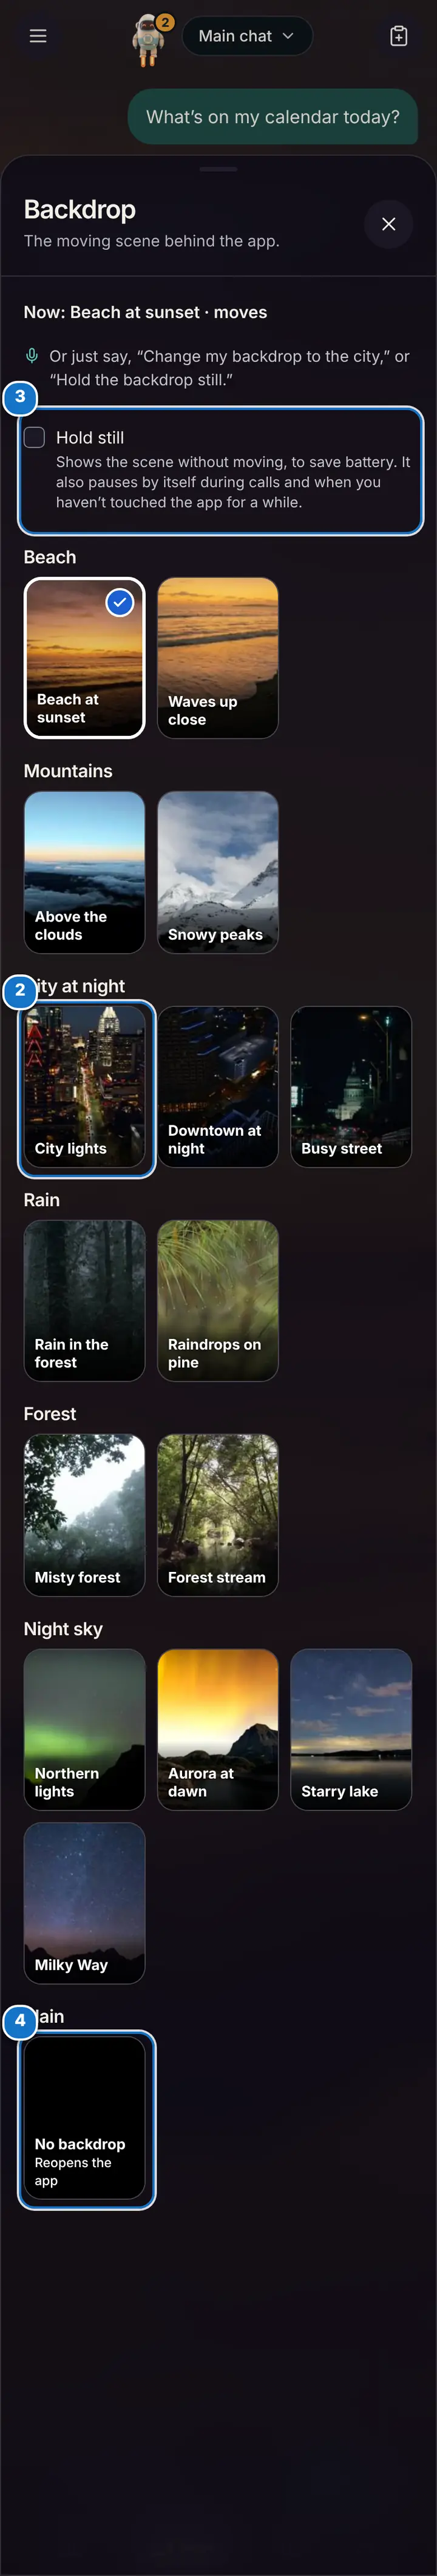 2
Main chat
What's on my calendar today?
Backdrop
The moving scene behind the app.
Now: Beach at sunset · moves
Or just say, “Change my backdrop to the city,” or
“Hold the backdrop still.”
3
Hold still
Shows the scene without moving, to save battery. It
also pauses by itself during calls and when you
haven’t touched the app for a while.
Beach
Beach at
sunset
Waves up
close
Mountains
Above the
clouds
Snowy peaks
2
ity at night
City lights
Downtown at
night
Busy street
Rain
Rain in the
forest
Raindrops on
pine
Forest
Misty forest
Forest stream
Night sky
Northern
lights
Aurora at
dawn
Starry lake
Milky Way
4
lain
No backdrop
Reopens the
app